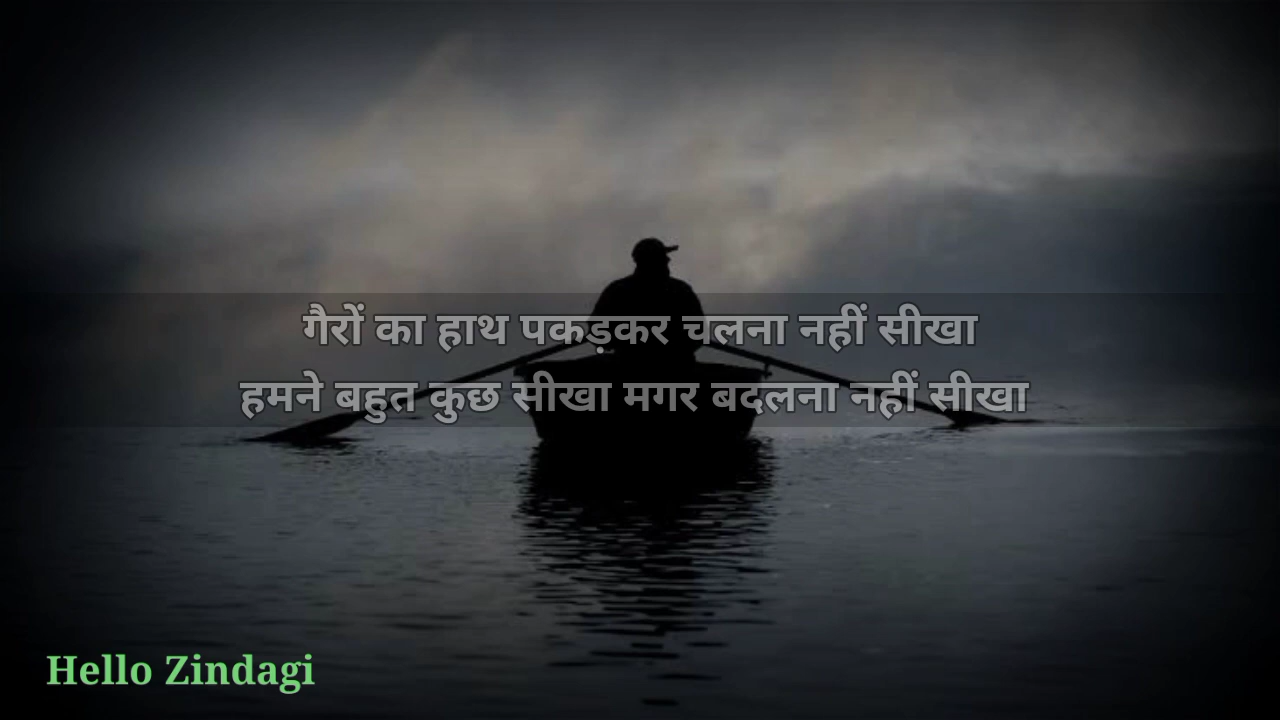 गैरों का हाथ पकड़कर चलना नहीं सीखा
हमने बहुत कुछ सीखा मगर बदलना नहीं सीखा
Hello Zindagi